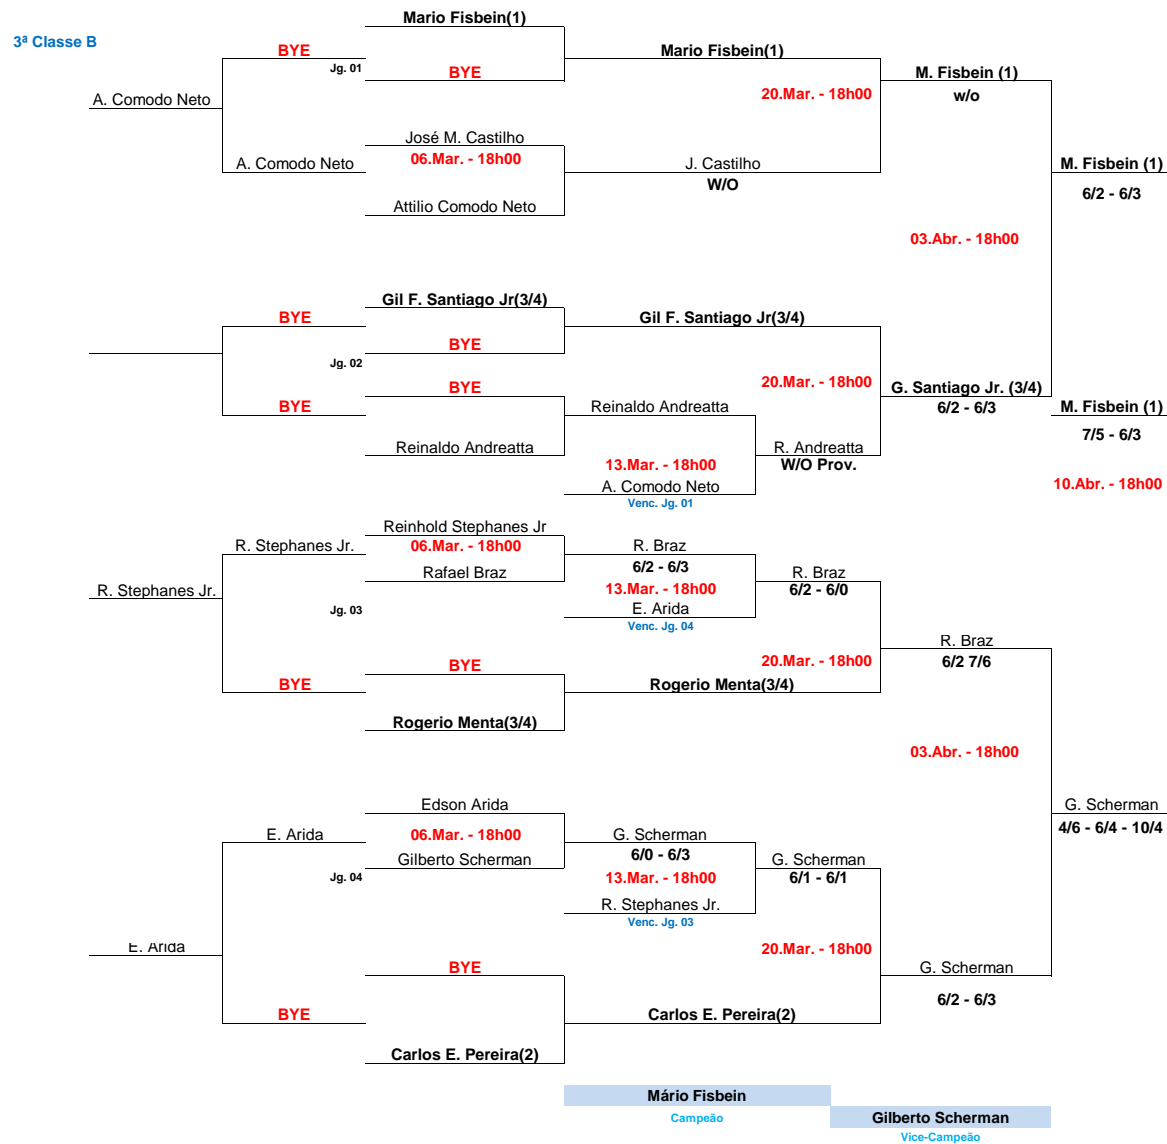 Mario Fisbein(1)
3ª Classe B
BYE
Mario Fisbein(1)
Jg. 01
BYE
M. Fisbein (1)
A. Comodo Neto
20.Mar. - 18h00
w/o
José M. Castilho
A. Comodo Neto
06.Mar. - 18h00
J. Castilho
M. Fisbein (1)
W/O
6/2 - 6/3
Attilio Comodo Neto
03.Abr. - 18h00
Gil F. Santiago Jr(3/4)
BYE
Gil F. Santiago Jr(3/4)
BYE
Jg. 02
20.Mar. - 18h00
BYE
G. Santiago Jr. (3/4)
BYE
Reinaldo Andreatta
6/2 - 6/3
M. Fisbein (1)
7/5 - 6/3
Reinaldo Andreatta
R. Andreatta
13.Mar. - 18h00
W/O Prov.
A. Comodo Neto
10.Abr. - 18h00
Venc. Jg. 01
Reinhold Stephanes Jr
R. Stephanes Jr.
06.Mar. - 18h00
R. Braz
6/2 - 6/3
Rafael Braz
R. Braz
R. Stephanes Jr.
13.Mar. - 18h00
6/2 - 6/0
Jg. 03
E. Arida
Venc. Jg. 04
R. Braz
BYE
20.Mar. - 18h00
6/2 7/6
BYE
Rogerio Menta(3/4)
Rogerio Menta(3/4)
03.Abr. - 18h00
Edson Arida
G. Scherman
E. Arida
06.Mar. - 18h00
G. Scherman
4/6 - 6/4 - 10/4
6/0 - 6/3
Gilberto Scherman
G. Scherman
Jg. 04
13.Mar. - 18h00
6/1 - 6/1
R. Stephanes Jr.
Venc. Jg. 03
E. Arida
20.Mar. - 18h00
BYE
G. Scherman
6/2 - 6/3
BYE
Carlos E. Pereira(2)
Carlos E. Pereira(2)
Mário Fisbein
Campeão
Gilberto Scherman
Vice-Campeão